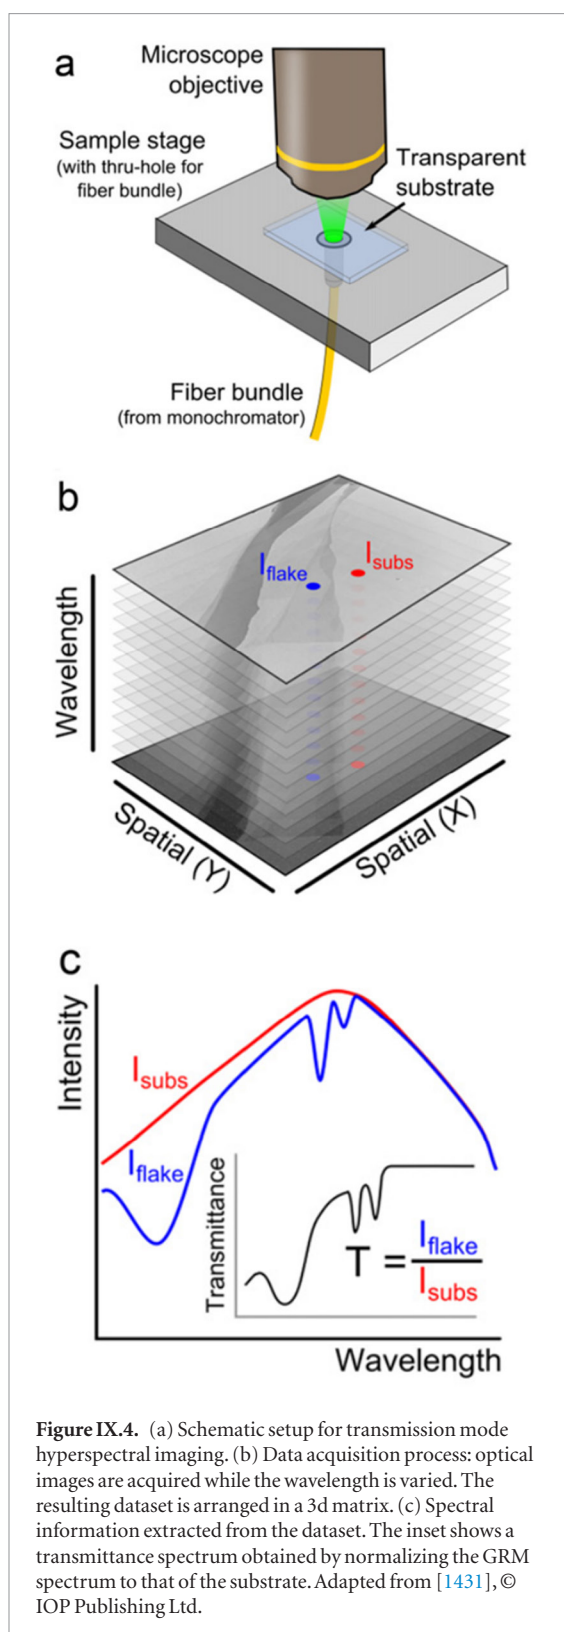 a
Microscope
objective
Sample stage
(with thru-hole for
fiber bundle)
Transparent
substrate
Fiber bundle
(from monochromator)
b
Iflake
Isubs
Wavelength
Spatial (Y)
Spatial (X)
c
Intensity
Isubs
Iflake
Transmittance
T = Iflake
Isubs
Wavelength
Figure IX.4. (a) Schematic setup for transmission mode
hyperspectral imaging. (b) Data acquisition process: optical
images are acquired while the wavelength is varied. The
resulting dataset is arranged in a 3d matrix. (c) Spectral
information extracted from the dataset. The inset shows a
transmittance spectrum obtained by normalizing the GRM
spectrum to that of the substrate. Adapted from [1431], ©
IOP Publishing Ltd.